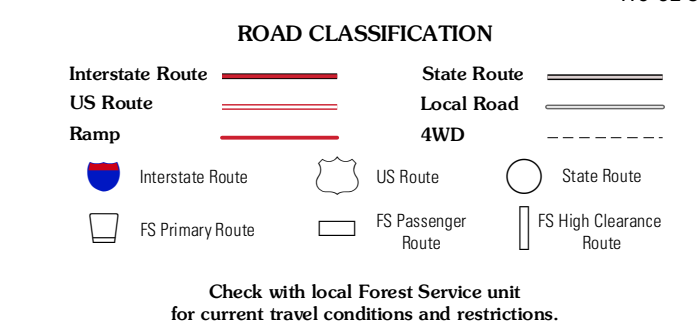 ROAD CLASSIFICATION
Interstate Route
State Route
US Route
Local Road
Ramp
4WD
Interstate Route
US Route
State Route
FS Primary Route
FS Passenger
Route
FS High Clearance
Route
Check with local Forest Service unit
for current travel conditions and restrictions.